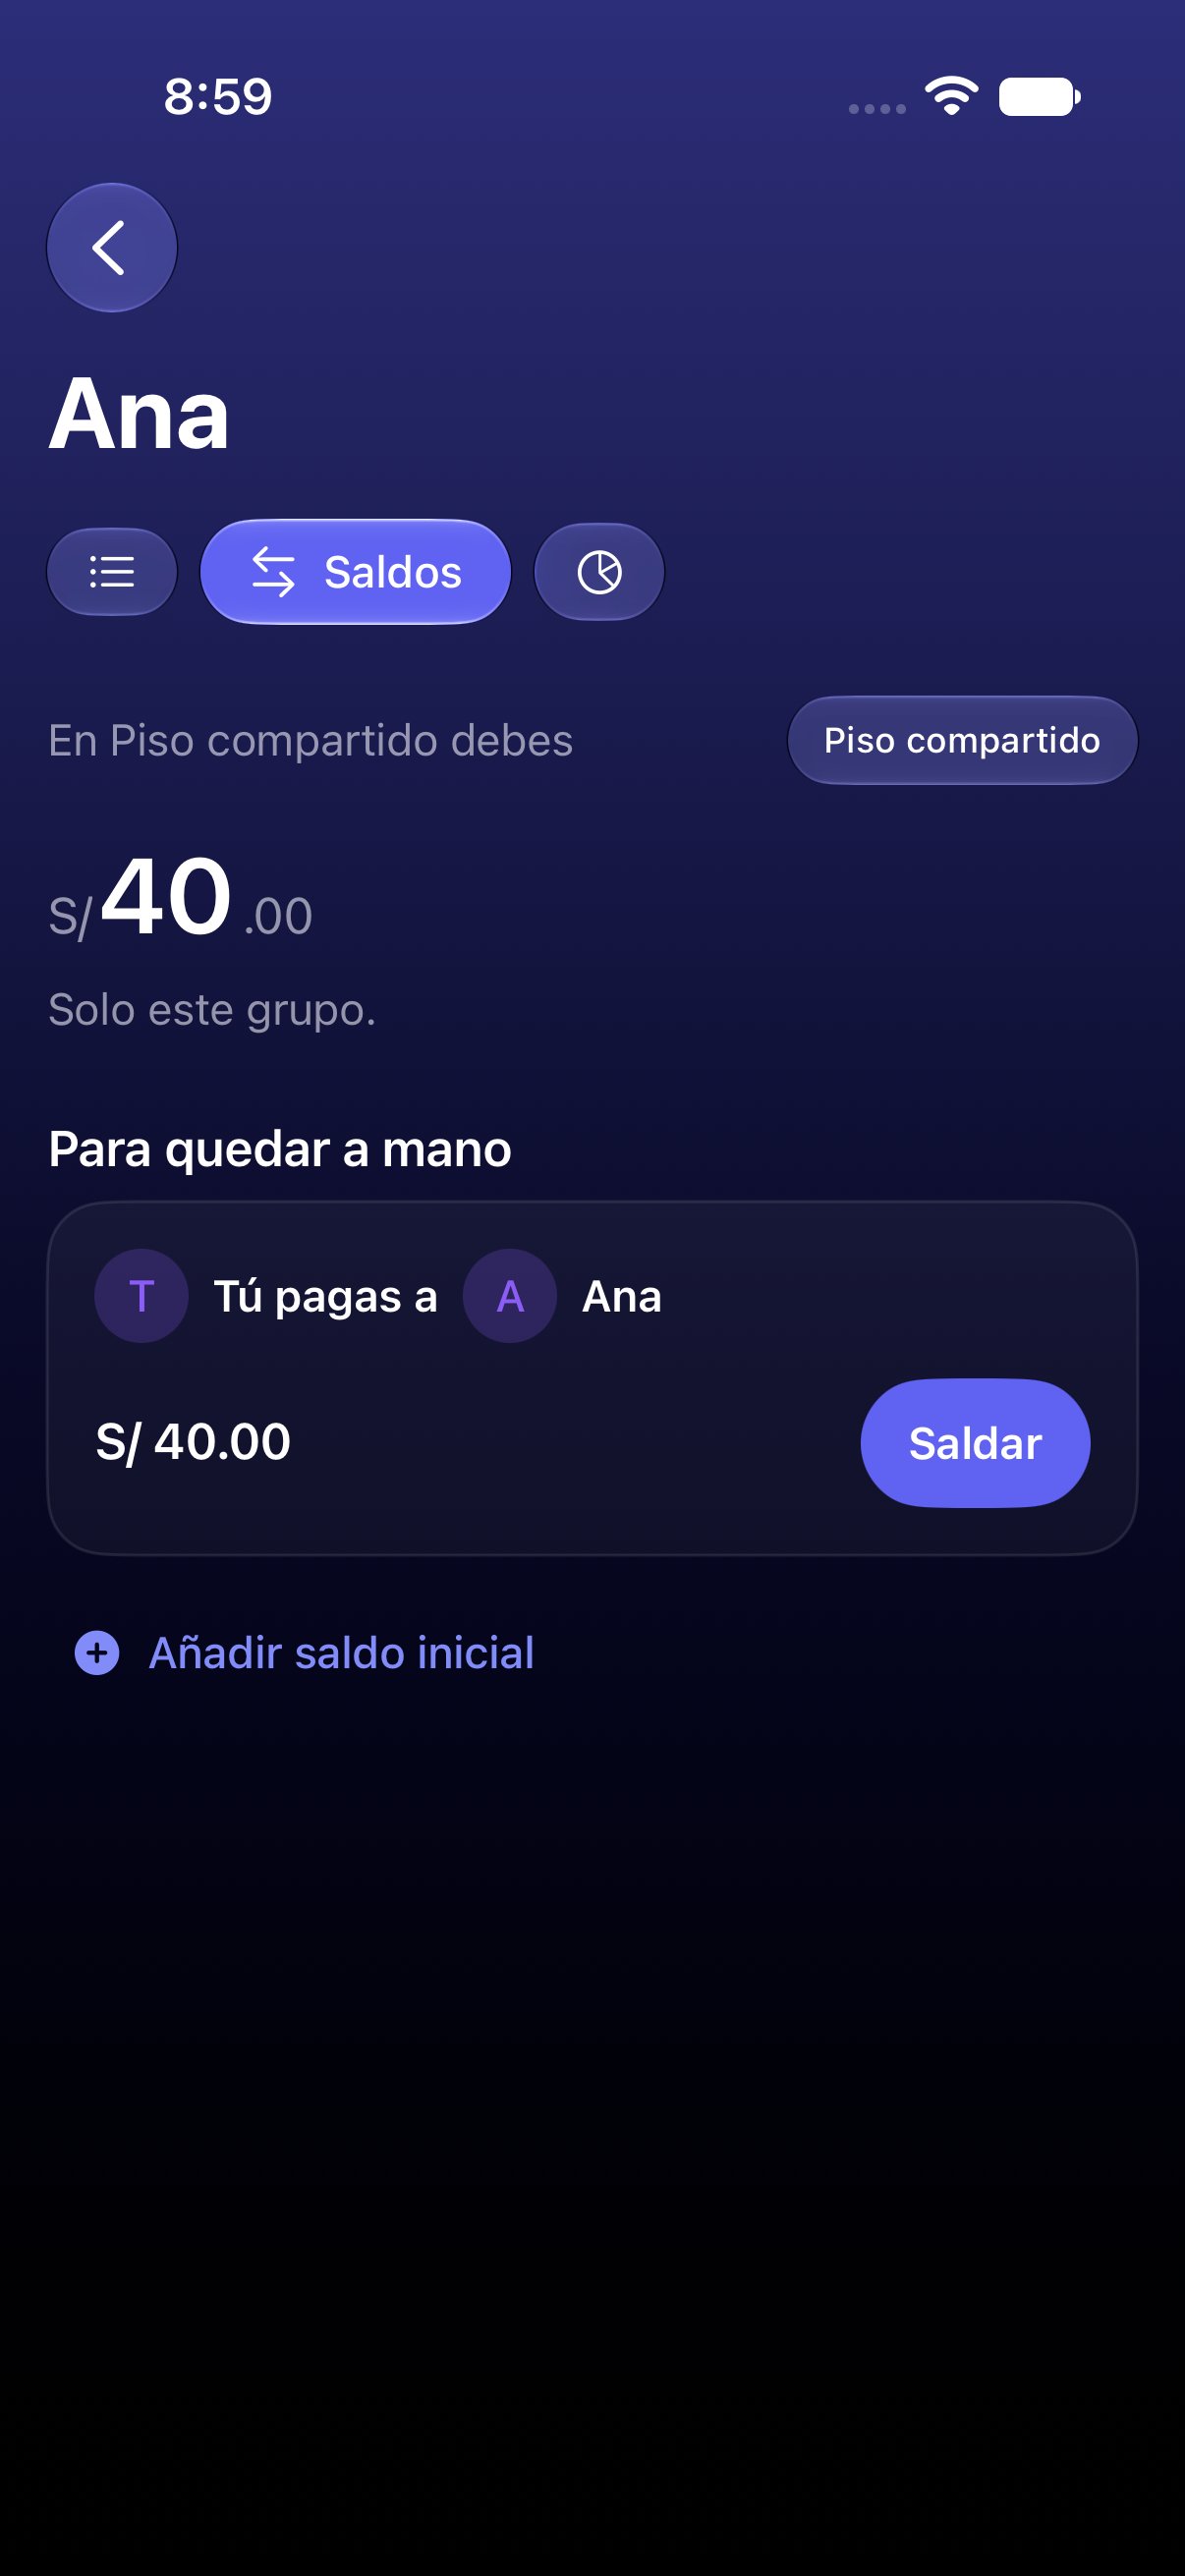 8:59
Ana
Saldos
En Piso compartido debes
Piso compartido
S/40.00
Solo este grupo.
Para quedar a mano
T Tú pagas a A Ana
S/ 40.00
Saldar
Añadir saldo inicial